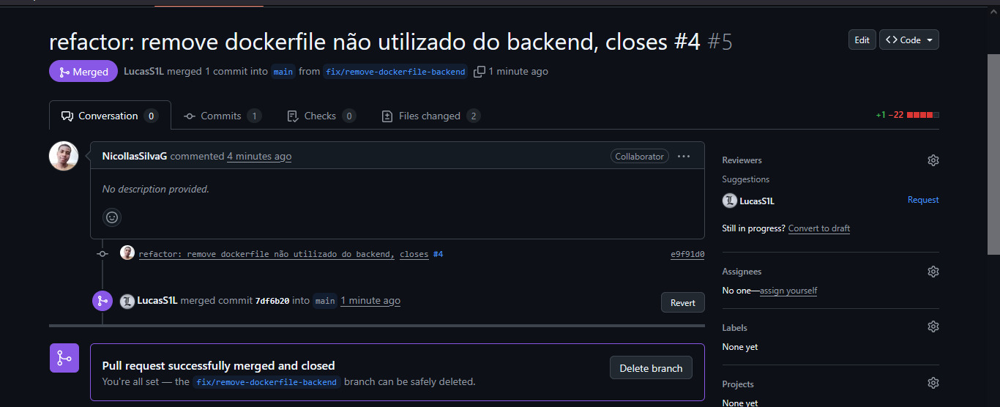 refactor: remove dockerfile não utilizado do backend, closes #4 #5
Edit
<> Code
Merged
LucasS1L merged 1 commit into main from fix/remove-dockerfile-backend 1 minute ago
Conversation 0
Commits 1
Checks 0
Files changed 2
+1 −22
NicollasSilvaG commented 4 minutes ago
Collaborator
No description provided.
refactor: remove dockerfile não utilizado do backend, closes #4
e9f91d0
LucasS1L merged commit 7df6b20 into main 1 minute ago
Revert
Pull request successfully merged and closed
You're all set — the fix/remove-dockerfile-backend branch can be safely deleted.
Delete branch
Reviewers
Suggestions
LucasS1L
Request
Still in progress? Convert to draft
Assignees
No one—assign yourself
Labels
None yet
Projects
None yet